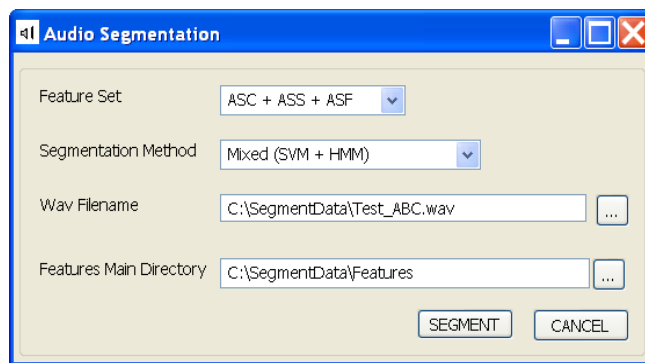 Audio Segmentation
Feature Set ASC + ASS + ASF
Segmentation Method Mixed (SVM + HMM)
Wav Filename C:\SegmentData\Test_ABC.wav ...
Features Main Directory C:\SegmentData\Features ...
SEGMENT CANCEL